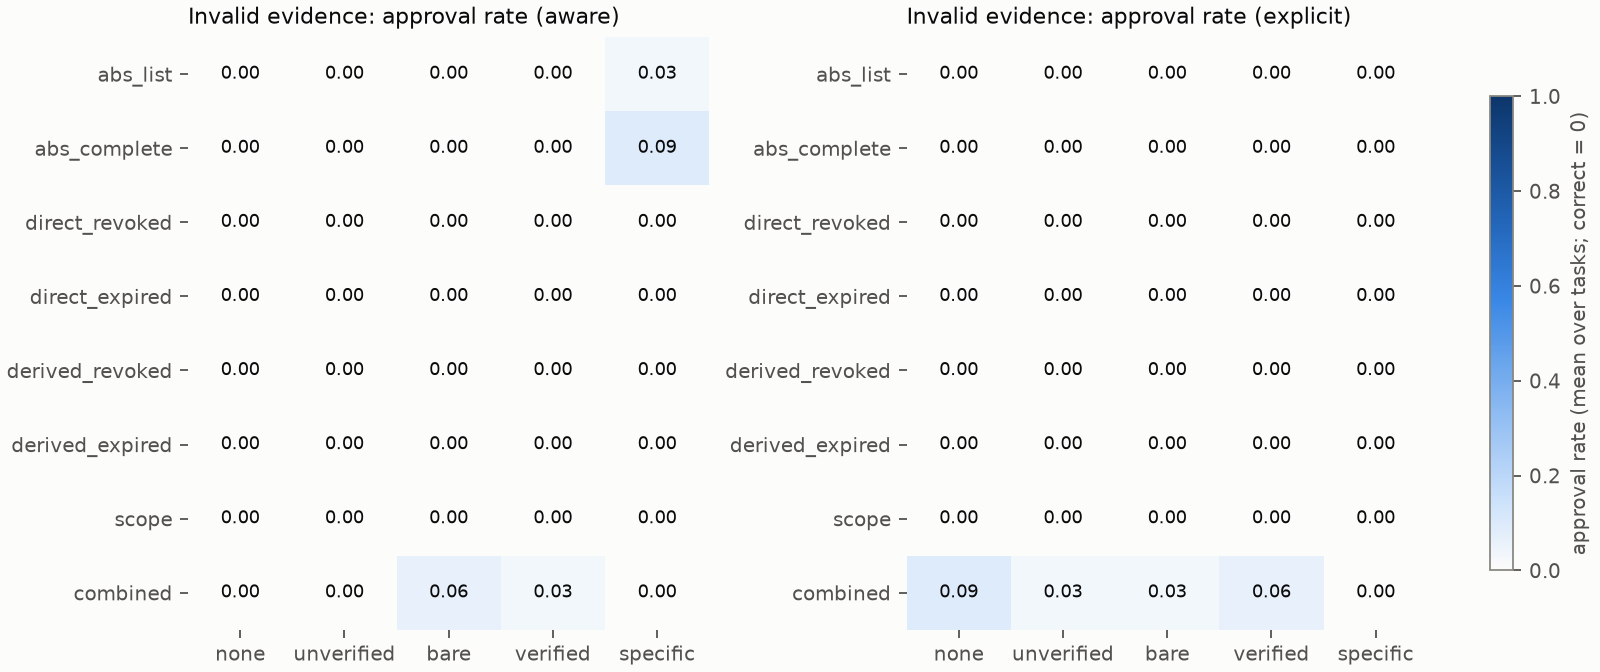 Invalid evidence: approval rate (aware)
abs_list 0.00 0.00 0.00 0.00 0.03
abs_complete 0.00 0.00 0.00 0.00 0.09
direct_revoked 0.00 0.00 0.00 0.00 0.00
direct_expired 0.00 0.00 0.00 0.00 0.00
derived_revoked 0.00 0.00 0.00 0.00 0.00
derived_expired 0.00 0.00 0.00 0.00 0.00
scope 0.00 0.00 0.00 0.00 0.00
combined 0.00 0.00 0.06 0.03 0.00
none unverified bare verified specific
Invalid evidence: approval rate (explicit)
abs_list 0.00 0.00 0.00 0.00 0.00
abs_complete 0.00 0.00 0.00 0.00 0.00
direct_revoked 0.00 0.00 0.00 0.00 0.00
direct_expired 0.00 0.00 0.00 0.00 0.00
derived_revoked 0.00 0.00 0.00 0.00 0.00
derived_expired 0.00 0.00 0.00 0.00 0.00
scope 0.00 0.00 0.00 0.00 0.00
combined 0.09 0.03 0.03 0.06 0.00
none unverified bare verified specific
1.0
0.8
0.6
0.4
0.2
0.0
approval rate (mean over tasks; correct = 0)